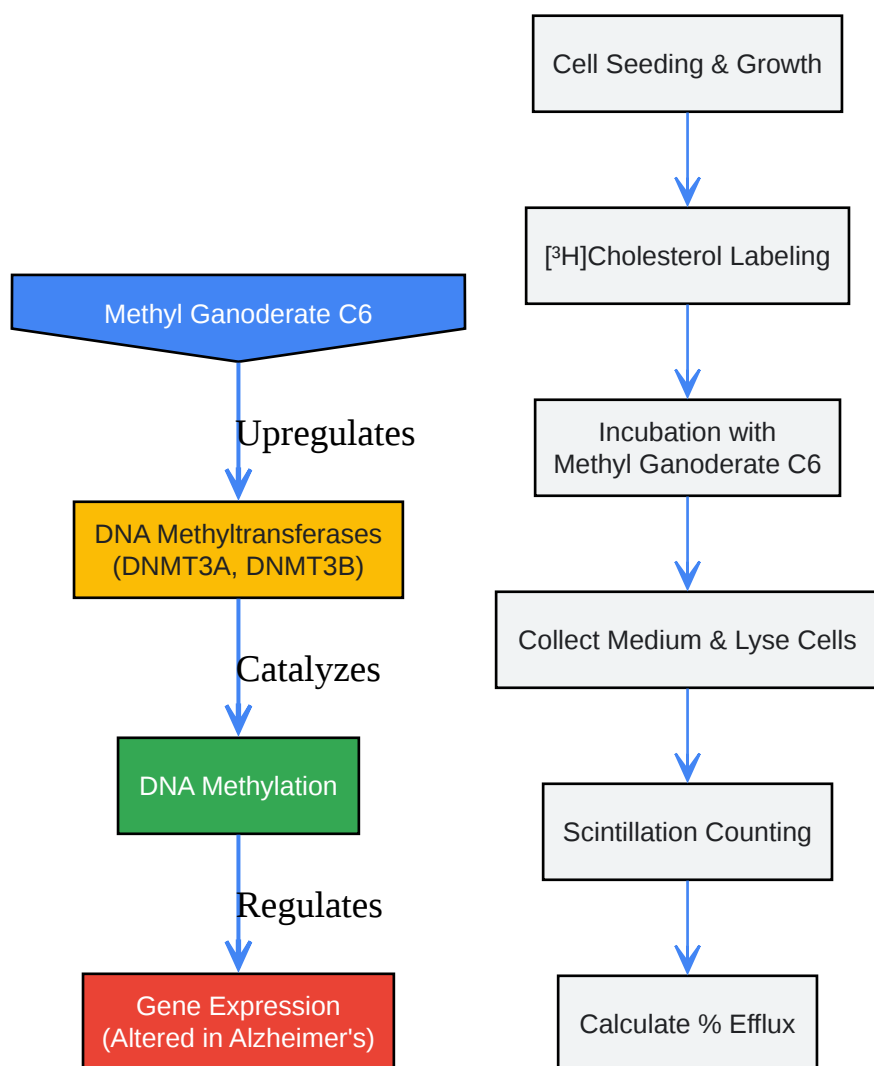 Methyl Ganoderate C6
Upregulates
DNA Methyltransferases
(DNMT3A, DNMT3B)
Catalyzes
DNA Methylation
Regulates
Gene Expression
(Altered in Alzheimer's)
Cell Seeding & Growth
[³H]Cholesterol Labeling
Incubation with
Methyl Ganoderate C6
Collect Medium & Lyse Cells
Scintillation Counting
Calculate % Efflux